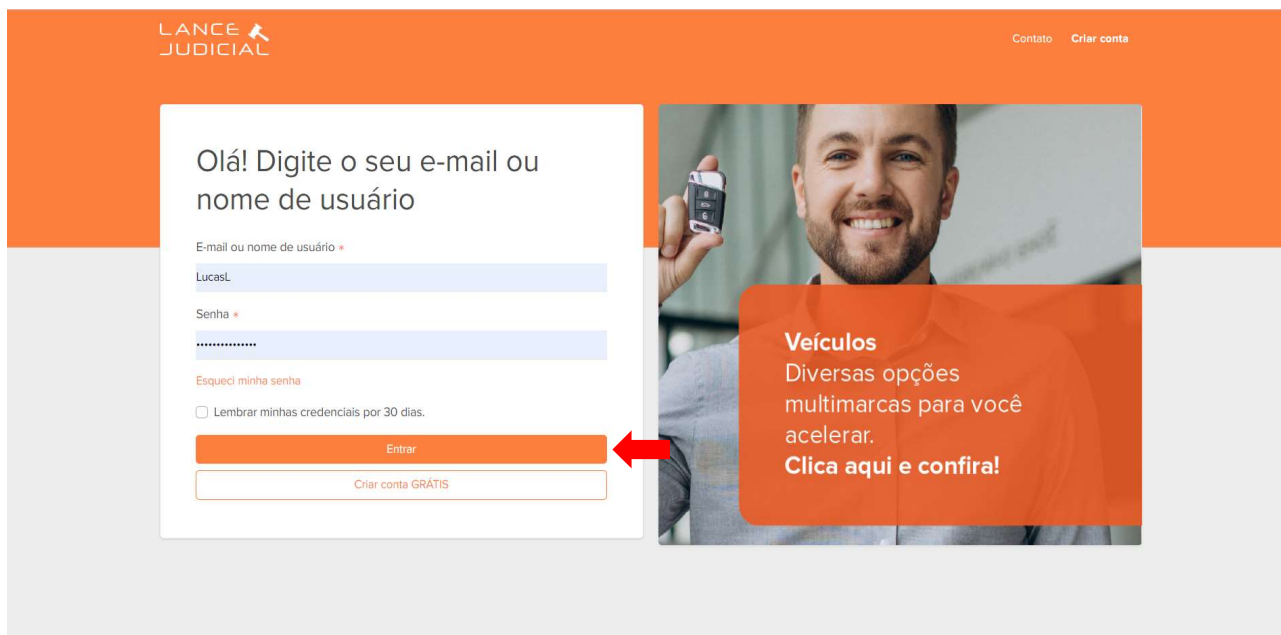 LANCE
JUDICIAL
Contato Criar conta
Olá! Digite o seu e-mail ou
nome de usuário
E-mail ou nome de usuário *
LucasL
Senha *
•••••••••••••••
Esqueci minha senha
Lembrar minhas credenciais por 30 dias.
Entrar
Criar conta GRÁTIS
Veículos
Diversas opções
multimarcas para você
acelerar.
Clica aqui e confira!